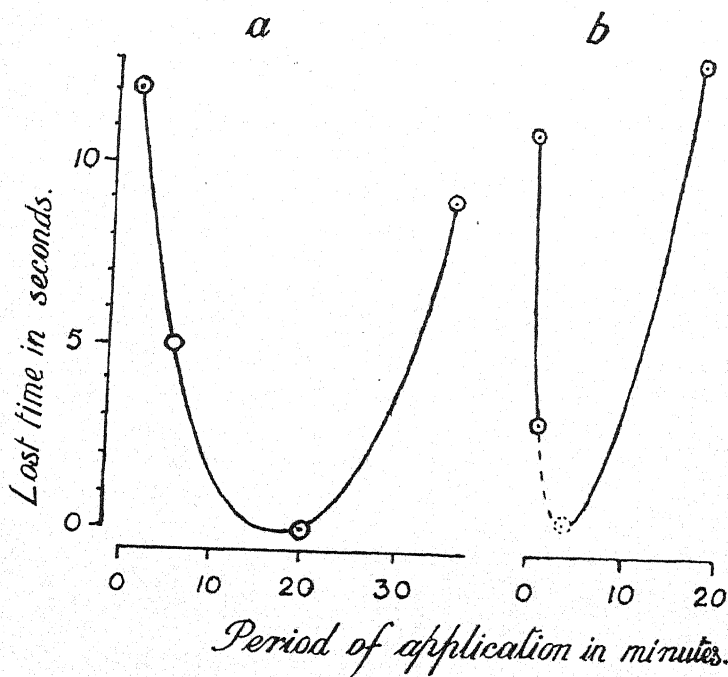 a b
10
5
0
Lost time in seconds.
0 10 20 30 0 10 20
Period of application in minutes.